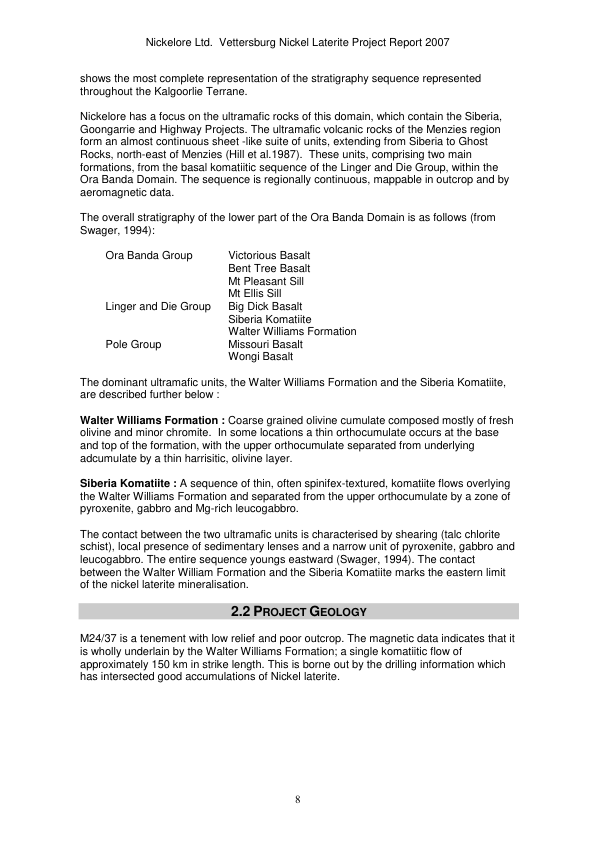 Nickelore Ltd.  Vettersburg Nickel Laterite Project Report 2007
shows the most complete representation of the stratigraphy sequence represented
throughout the Kalgoorlie Terrane.
Nickelore has a focus on the ultramafic rocks of this domain, which contain the Siberia,
Goongarrie and Highway Projects. The ultramafic volcanic rocks of the Menzies region
form an almost continuous sheet -like suite of units, extending from Siberia to Ghost
Rocks, north-east of Menzies (Hill et al.1987).  These units, comprising two main
formations, from the basal komatiitic sequence of the Linger and Die Group, within the
Ora Banda Domain. The sequence is regionally continuous, mappable in outcrop and by
aeromagnetic data.
The overall stratigraphy of the lower part of the Ora Banda Domain is as follows (from
Swager, 1994):
Ora Banda Group Victorious Basalt
Bent Tree Basalt
Mt Pleasant Sill
Mt Ellis Sill
Linger and Die Group Big Dick Basalt
Siberia Komatiite
Walter Williams Formation
Pole Group Missouri Basalt
Wongi Basalt
The dominant ultramafic units, the Walter Williams Formation and the Siberia Komatiite,
are described further below :
Walter Williams Formation : Coarse grained olivine cumulate composed mostly of fresh
olivine and minor chromite.  In some locations a thin orthocumulate occurs at the base
and top of the formation, with the upper orthocumulate separated from underlying
adcumulate by a thin harrisitic, olivine layer.
Siberia Komatiite : A sequence of thin, often spinifex-textured, komatiite flows overlying
the Walter Williams Formation and separated from the upper orthocumulate by a zone of
pyroxenite, gabbro and Mg-rich leucogabbro.
The contact between the two ultramafic units is characterised by shearing (talc chlorite
schist), local presence of sedimentary lenses and a narrow unit of pyroxenite, gabbro and
leucogabbro. The entire sequence youngs eastward (Swager, 1994). The contact
between the Walter William Formation and the Siberia Komatiite marks the eastern limit
of the nickel laterite mineralisation.
2.2 PROJECT GEOLOGY
M24/37 is a tenement with low relief and poor outcrop. The magnetic data indicates that it
is wholly underlain by the Walter Williams Formation; a single komatiitic flow of
approximately 150 km in strike length. This is borne out by the drilling information which
has intersected good accumulations of Nickel laterite.
8